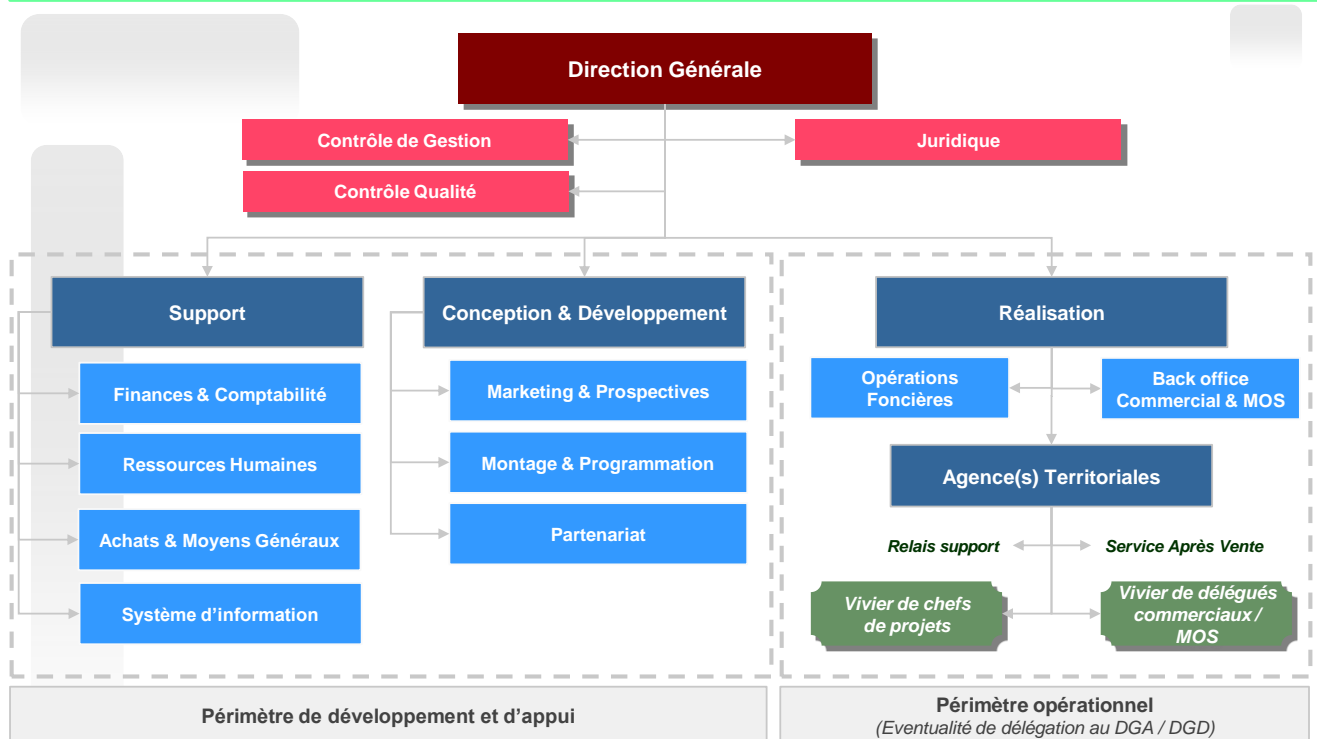 Direction Générale
Contrôle de Gestion
Juridique
Contrôle Qualité
Support
Conception & Développement
Réalisation
Finances & Comptabilité
Marketing & Prospectives
Opérations
Foncières
Back office
Commercial & MOS
Ressources Humaines
Montage & Programmation
Agence(s) Territoriales
Achats & Moyens Généraux
Partenariat
Relais support
Service Après Vente
Système d’information
Vivier de chefs
de projets
Vivier de délégués
commerciaux /
MOS
Périmètre de développement et d’appui
Périmètre opérationnel
(Eventualité de délégation au DGA / DGD)